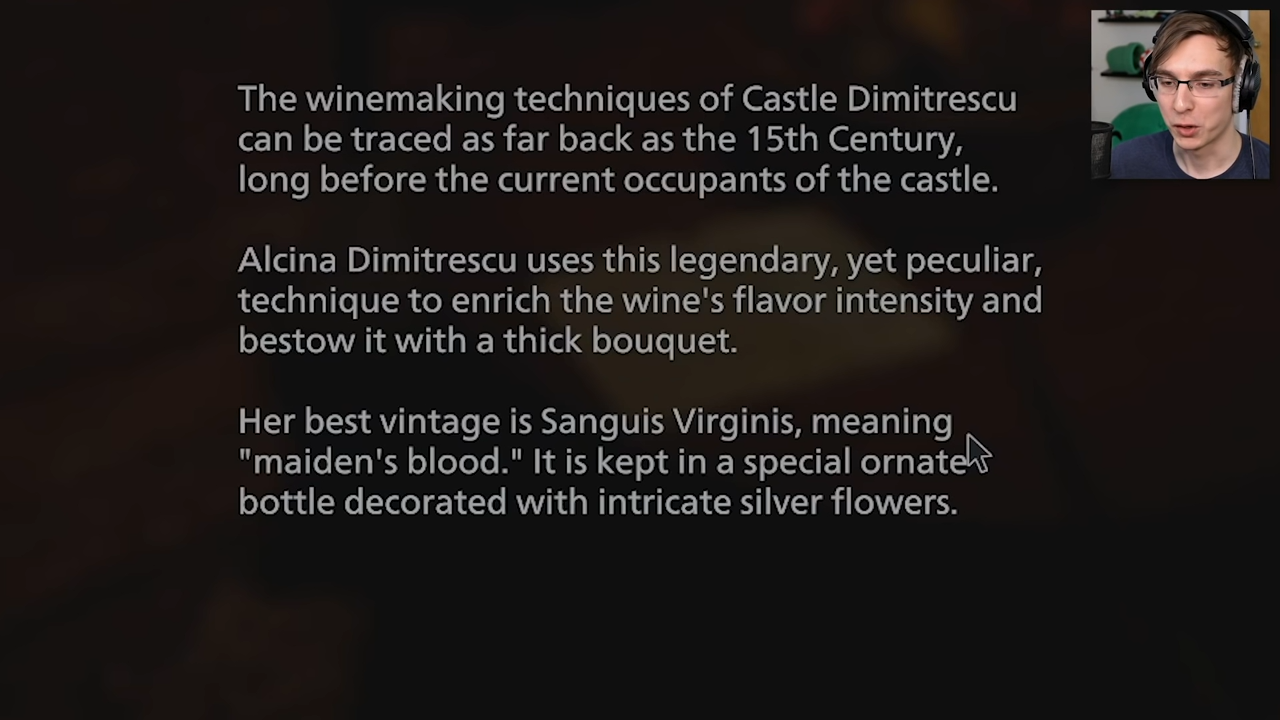 The winemaking techniques of Castle Dimitrescu
can be traced as far back as the 15th Century,
long before the current occupants of the castle.
Alcina Dimitrescu uses this legendary, yet peculiar,
technique to enrich the wine's flavor intensity and
bestow it with a thick bouquet.
Her best vintage is Sanguis Virginis, meaning
"maiden's blood." It is kept in a special ornate
bottle decorated with intricate silver flowers.